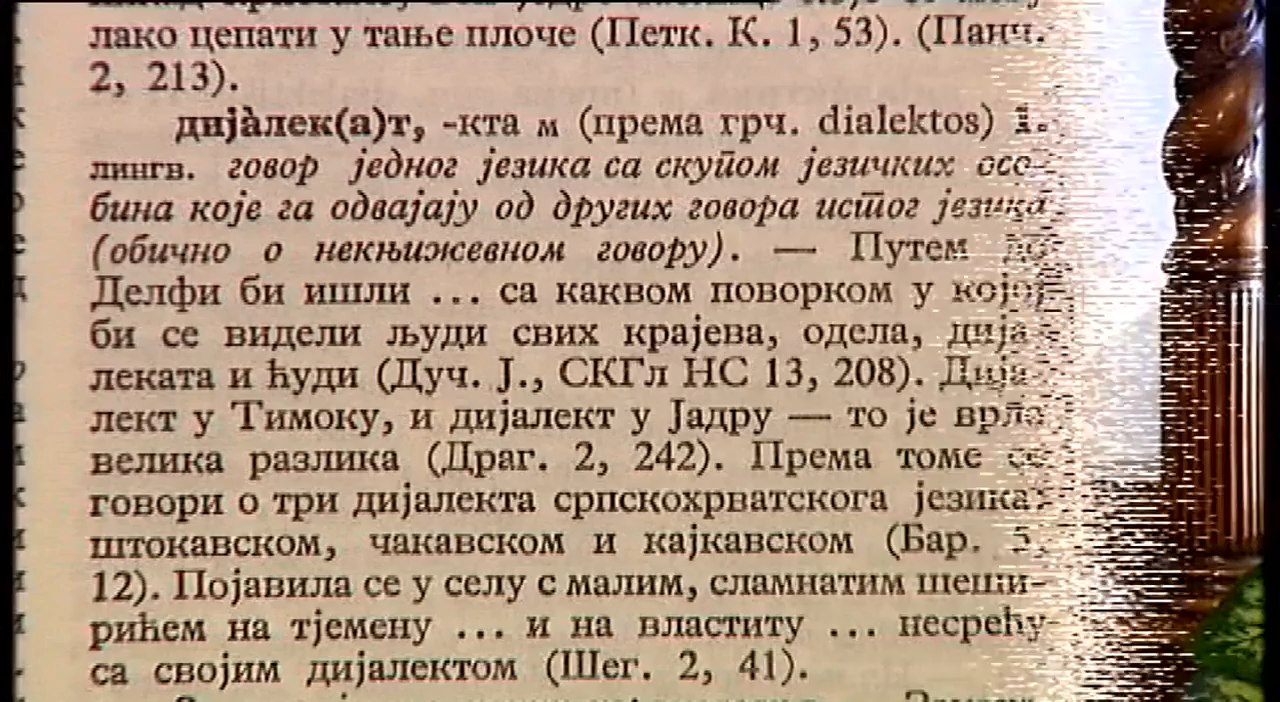 лако цепати у тање плоче (Петк. К. 1, 53). (Панч.
2, 213).
дија̀лек(а)т, -кта м (према грч. dialektos) 1.
лингв. говор једног језика са скупом језичких осо-
бина које га одвајају од других говора истог језика
(обично о некњижевном говору). — Путем до
Делфи би ишли ... са каквом поворком у којој
би се видели људи свих крајева, одела, дија-
леката и ћуди (Дуч. Ј., СКГл НС 13, 208). Дија-
лект у Тимоку, и дијалект у Јадру — то је врло
велика разлика (Драг. 2, 242). Према томе се
говори о три дијалекта српскохрватскога језика:
штокавском, чакавском и кајкавском (Бар. 5,
12). Појавила се у селу с малим, сламнатим шеши-
рићем на тјемену ... и на властиту ... несрећу-
са својим дијалектом (Шег. 2, 41).